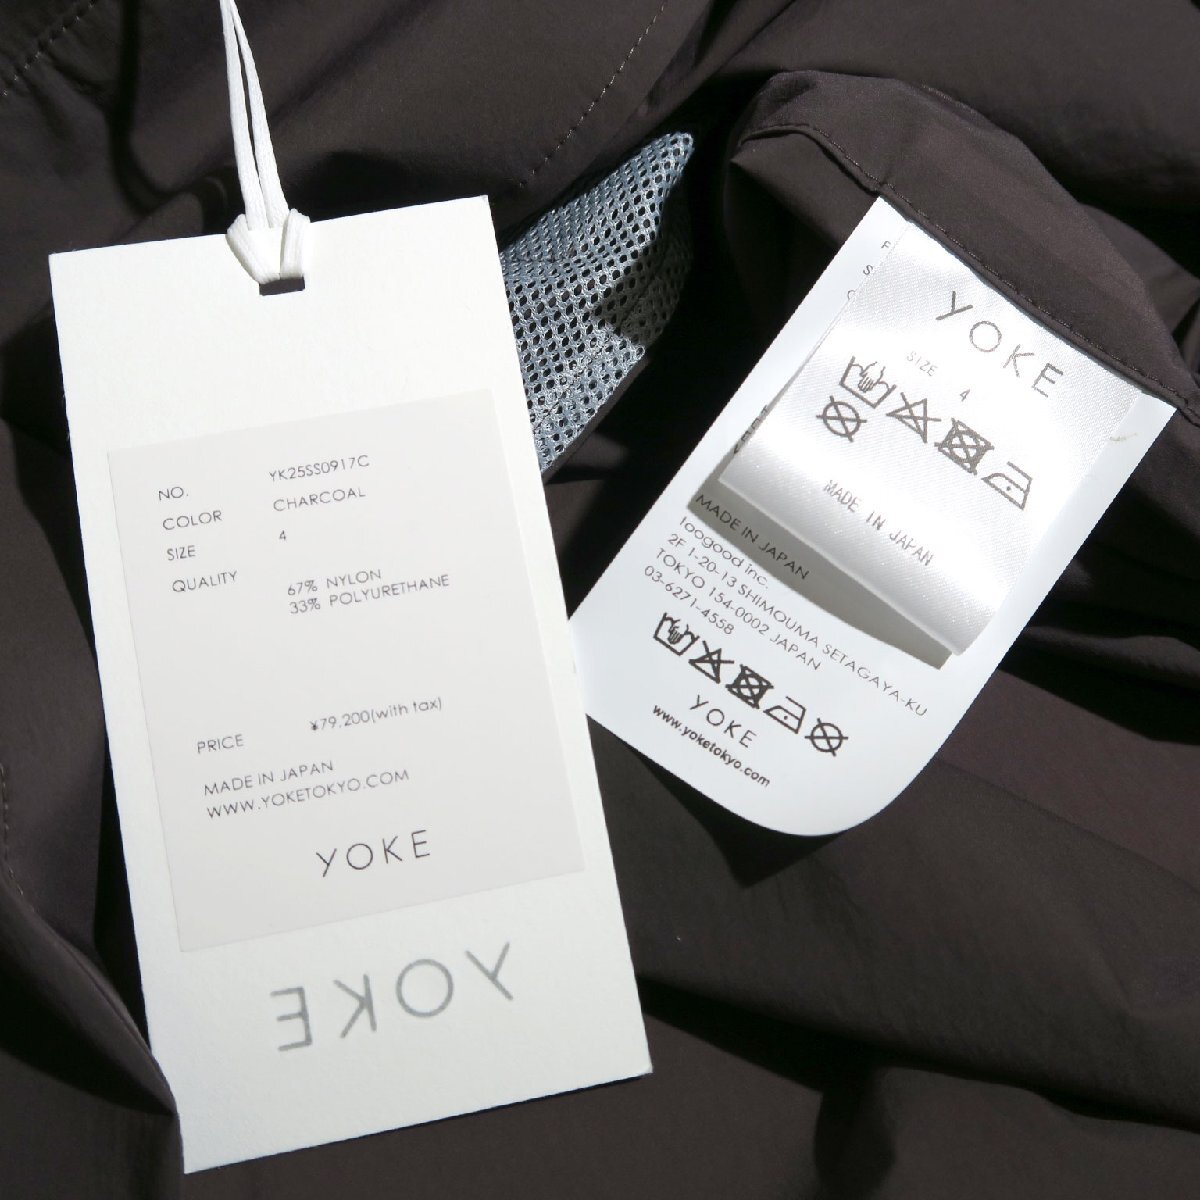 NO. YK25SS0917C
COLOR CHARCOAL
SIZE 4
QUALITY 67% NYLON
33% POLYURETHANE
PRICE ¥79,200(with tax)
MADE IN JAPAN
WWW.YOKETOKYO.COM
YOKE
YOKE
YOKE
SIZE 4
MADE IN JAPAN
MADE IN JAPAN
loogood inc.
2F 1-20-13 SHIMOUMA SETAGAYA-KU
TOKYO 154-0002 JAPAN
03-6271-4558
YOKE
www.yoketokyo.com